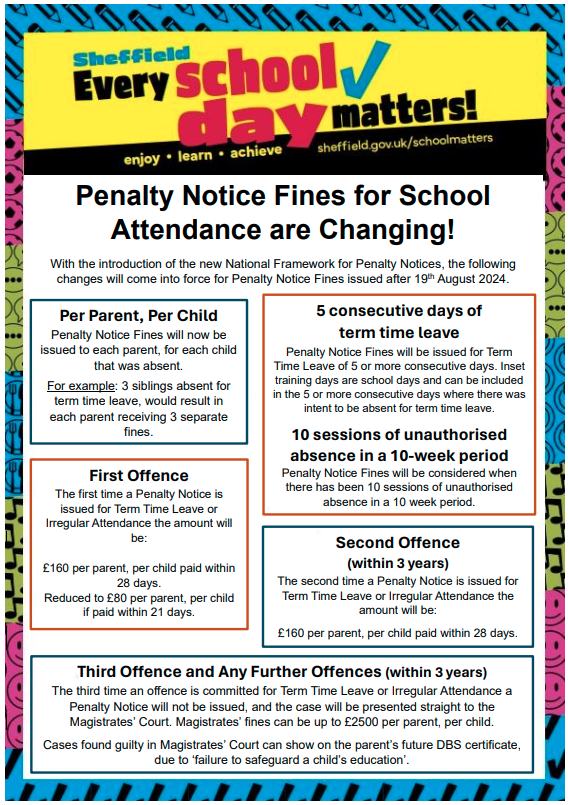 Sheffield
Every school
day matters!
enjoy • learn • achieve
sheffield.gov.uk/schoolmatters
Penalty Notice Fines for School
Attendance are Changing!
With the introduction of the new National Framework for Penalty Notices, the following
changes will come into force for Penalty Notice Fines issued after 19th August 2024.
Per Parent, Per Child
Penalty Notice Fines will now be
issued to each parent, for each child
that was absent.
For example: 3 siblings absent for
term time leave, would result in
each parent receiving 3 separate
fines.
5 consecutive days of
term time leave
Penalty Notice Fines will be issued for Term
Time Leave of 5 or more consecutive days. Inset
training days are school days and can be included
in the 5 or more consecutive days where there was
intent to be absent for term time leave.
10 sessions of unauthorised
absence in a 10-week period
Penalty Notice Fines will be considered when
there has been 10 sessions of unauthorised
absence in a 10 week period.
First Offence
The first time a Penalty Notice is
issued for Term Time Leave or
Irregular Attendance the amount will
be:
£160 per parent, per child paid within
28 days.
Reduced to £80 per parent, per child
if paid within 21 days.
Second Offence
(within 3 years)
The second time a Penalty Notice is issued for
Term Time Leave or Irregular Attendance the
amount will be:
£160 per parent, per child paid within 28 days.
Third Offence and Any Further Offences (within 3 years)
The third time an offence is committed for Term Time Leave or Irregular Attendance a
Penalty Notice will not be issued, and the case will be presented straight to the
Magistrates’ Court. Magistrates’ fines can be up to £2500 per parent, per child.
Cases found guilty in Magistrates’ Court can show on the parent’s future DBS certificate,
due to ‘failure to safeguard a child’s education’.